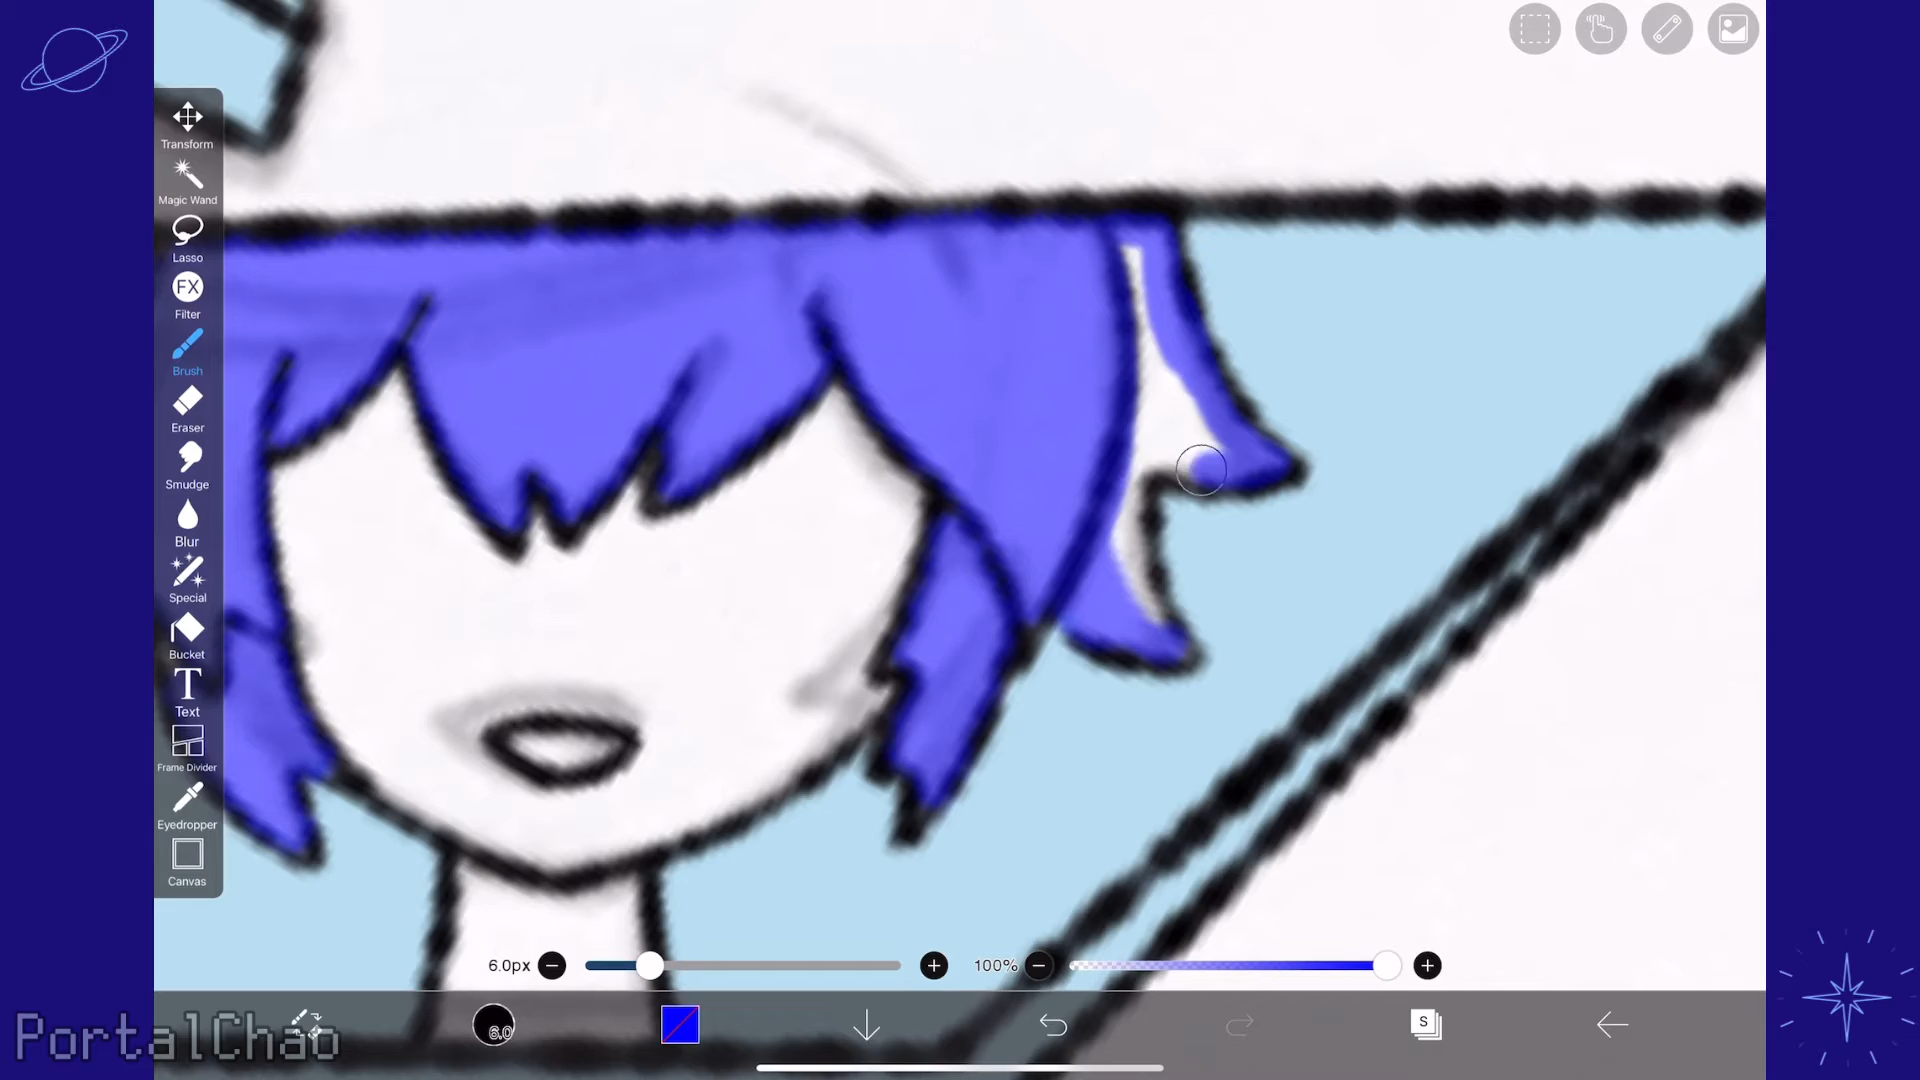 Transform
Magic Wand
Lasso
FX
Filter
Brush
Eraser
Smudge
Blur
Special
Bucket
T
Text
Frame Divider
Eyedropper
Canvas
6.0px
100%
6.0
S
PortalChao